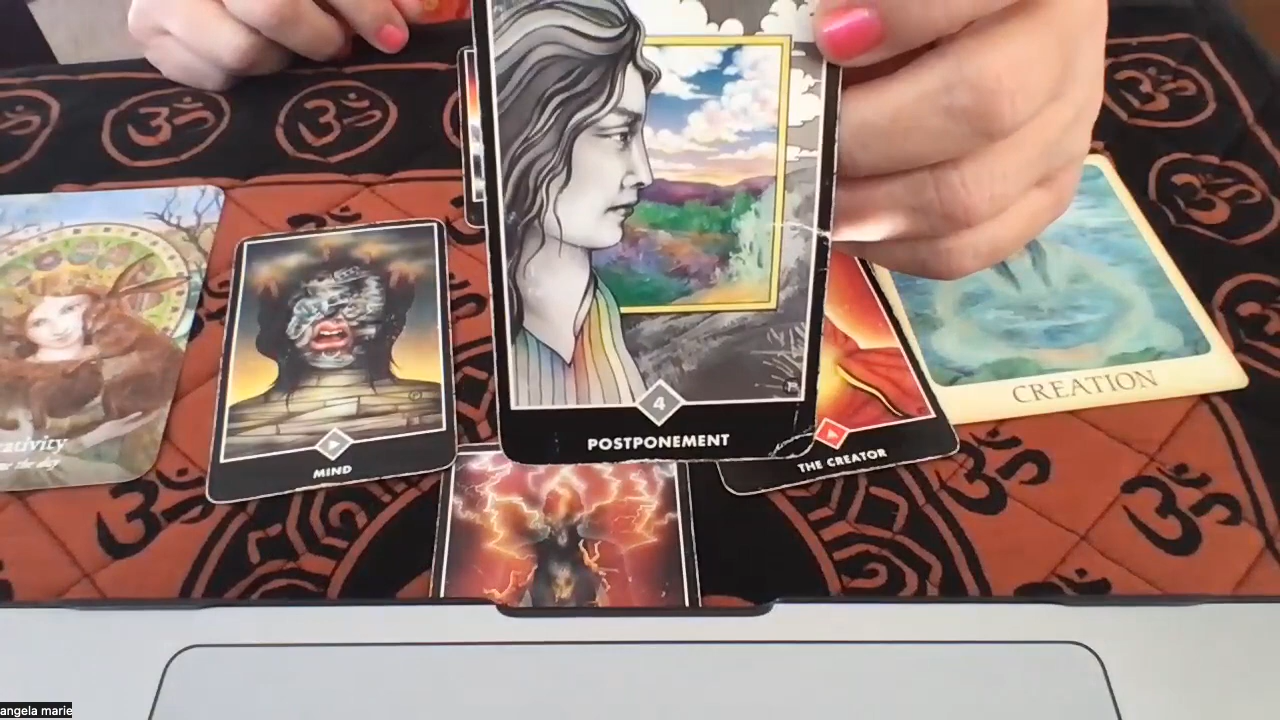 4
POSTPONEMENT
MIND
THE CREATOR
CREATION
ativity
ॐ
ॐ
ॐ
ॐ
ॐ
ॐ
ॐ
angela marie